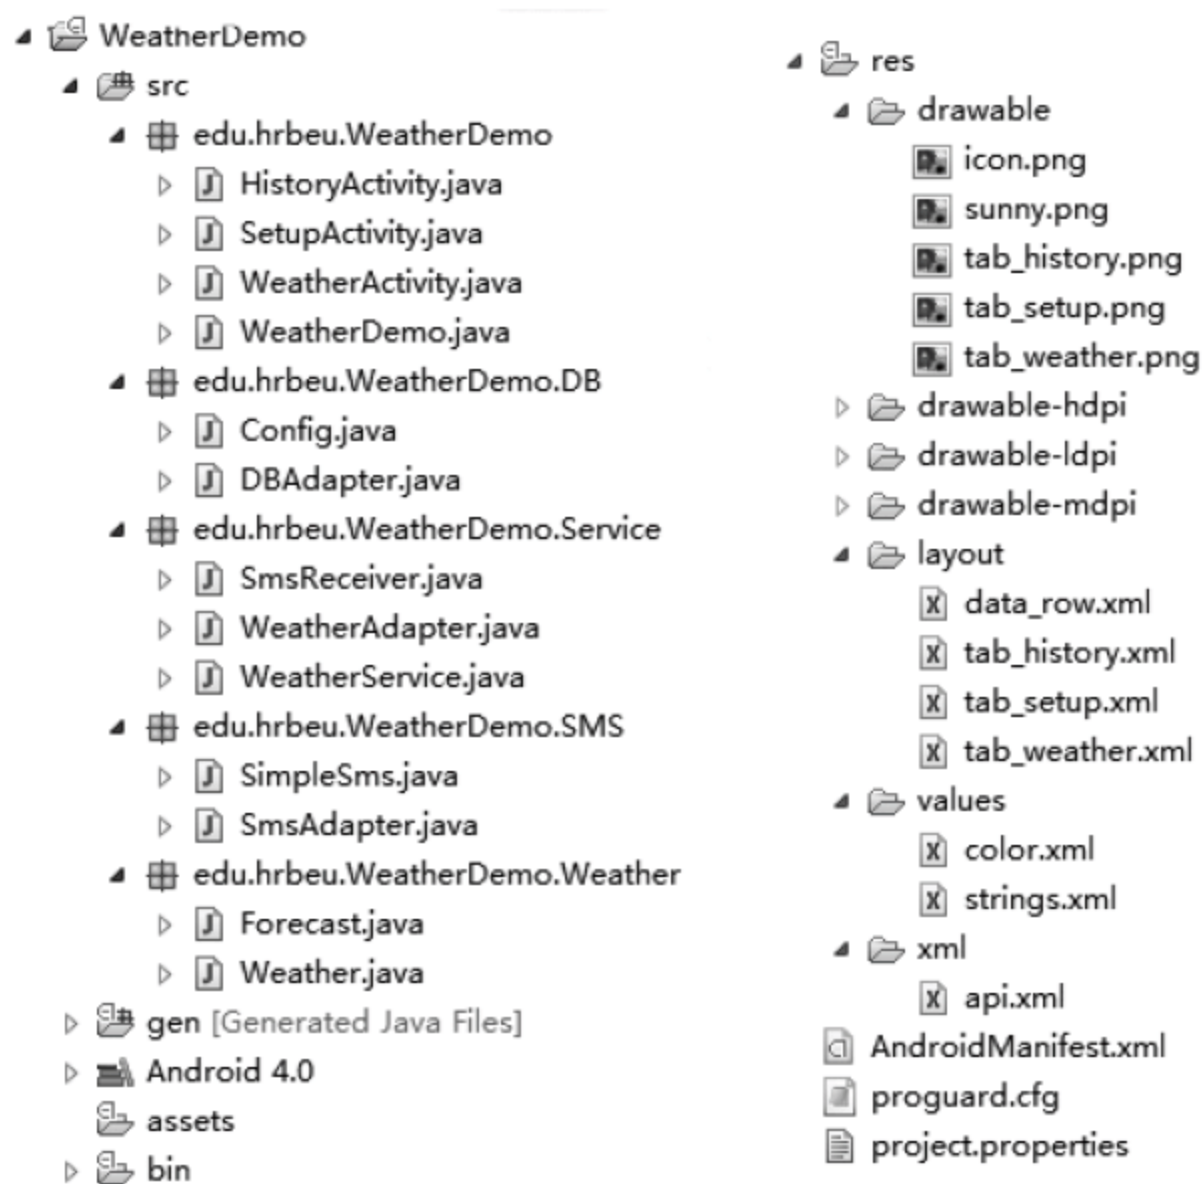 WeatherDemo
src
edu.hrbeu.WeatherDemo
HistoryActivity.java
SetupActivity.java
WeatherActivity.java
WeatherDemo.java
edu.hrbeu.WeatherDemo.DB
Config.java
DBAdapter.java
edu.hrbeu.WeatherDemo.Service
SmsReceiver.java
WeatherAdapter.java
WeatherService.java
edu.hrbeu.WeatherDemo.SMS
SimpleSms.java
SmsAdapter.java
edu.hrbeu.WeatherDemo.Weather
Forecast.java
Weather.java
gen [Generated Java Files]
Android 4.0
assets
bin
res
drawable
icon.png
sunny.png
tab_history.png
tab_setup.png
tab_weather.png
drawable-hdpi
drawable-ldpi
drawable-mdpi
layout
data_row.xml
tab_history.xml
tab_setup.xml
tab_weather.xml
values
color.xml
strings.xml
xml
api.xml
AndroidManifest.xml
proguard.cfg
project.properties